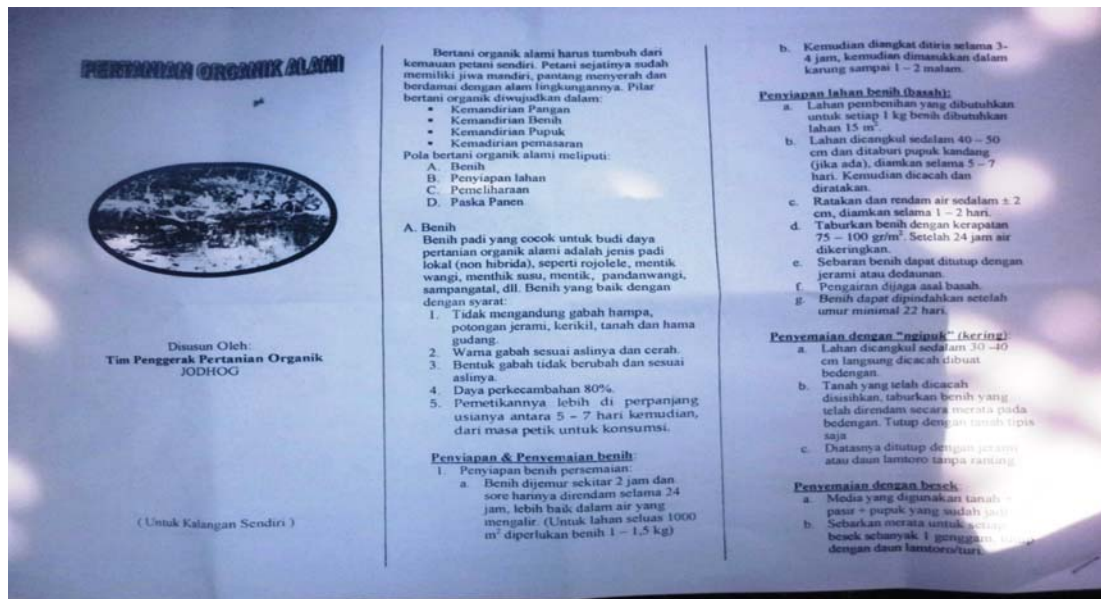 PERTANIAN ORGANIK ALAMI
Disusun Oleh:
Tim Penggerak Pertanian Organik
JODHOG
( Untuk Kalangan Sendiri )
Bertani organik alami harus tumbuh dari
kemauan petani sendiri. Petani sejatinya sudah
memiliki jiwa mandiri, pantang menyerah dan
berdamai dengan alam lingkungannya. Pilar
bertani organik diwujudkan dalam:
▪ Kemandirian Pangan
▪ Kemandirian Benih
▪ Kemandirian Pupuk
▪ Kemadirian pemasaran
Pola bertani organik alami meliputi:
A. Benih
B. Penyiapan lahan
C. Pemeliharaan
D. Paska Panen
A. Benih
Benih padi yang cocok untuk budi daya
pertanian organik alami adalah jenis padi
lokal (non hibrida), seperti rojolele, mentik
wangi, menthik susu, mentik, pandanwangi,
sampangatal, dll. Benih yang baik dengan
dengan syarat:
1. Tidak mengandung gabah hampa,
potongan jerami, kerikil, tanah dan hama
gudang.
2. Warna gabah sesuai aslinya dan cerah.
3. Bentuk gabah tidak berubah dan sesuai
aslinya.
4. Daya perkecambahan 80%.
5. Pemetikannya lebih di perpanjang
usianya antara 5 – 7 hari kemudian,
dari masa petik untuk konsumsi.
Penyiapan & Penyemaian benih:
1. Penyiapan benih persemaian:
a. Benih dijemur sekitar 2 jam dan
sore harinya direndam selama 24
jam, lebih baik dalam air yang
mengalir. (Untuk lahan seluas 1000
m² diperlukan benih 1 – 1,5 kg)
b. Kemudian diangkat ditiris selama 3-
4 jam, kemudian dimasukkan dalam
karung sampai 1 – 2 malam.
Penyiapan lahan benih (basah):
a. Lahan pembenihan yang dibutuhkan
untuk setiap 1 kg benih dibutuhkan
lahan 15 m².
b. Lahan dicangkul sedalam 40 – 50
cm dan ditaburi pupuk kandang
(jika ada), diamkan selama 5 – 7
hari. Kemudian dicacah dan
diratakan.
c. Ratakan dan rendam air sedalam ± 2
cm, diamkan selama 1 – 2 hari.
d. Taburkan benih dengan kerapatan
75 – 100 gr/m². Setelah 24 jam air
dikeringkan.
e. Sebaran benih dapat ditutup dengan
jerami atau dedaunan.
f. Pengairan dijaga asal basah.
g. Benih dapat dipindahkan setelah
umur minimal 22 hari.
Penyemaian dengan "ngipuk" (kering):
a. Lahan dicangkul sedalam 30 -40
cm langsung dicacah dibuat
bedengan.
b. Tanah yang telah dicacah
disisihkan, taburkan benih yang
telah direndam secara merata pada
bedengan. Tutup dengan tanah tipis
saja
c. Diatasnya ditutup dengan jerami
atau daun lamtoro tanpa ranting
Penyemaian dengan besek:
a. Media yang digunakan tanah +
pasir + pupuk yang sudah jadi
b. Sebarkan merata untuk setiap
besek sebanyak 1 genggam,
dengan daun lamtoro/turi.